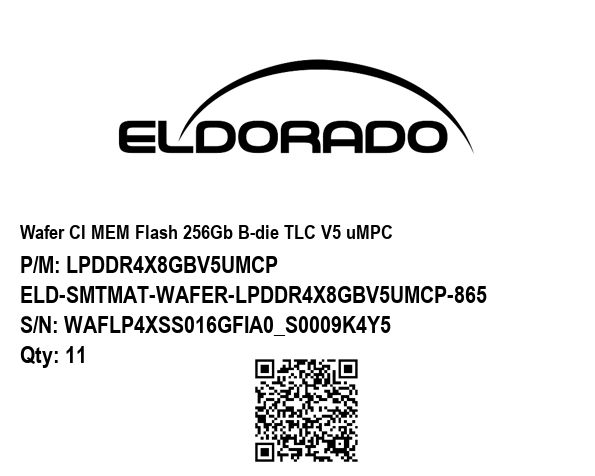 ELDORADO
Wafer CI MEM Flash 256Gb B-die TLC V5 uMPC
P/M: LPDDR4X8GBV5UMCP
ELD-SMTMAT-WAFER-LPDDR4X8GBV5UMCP-865
S/N: WAFLP4XSS016GFIA0_S0009K4Y5
Qty: 11